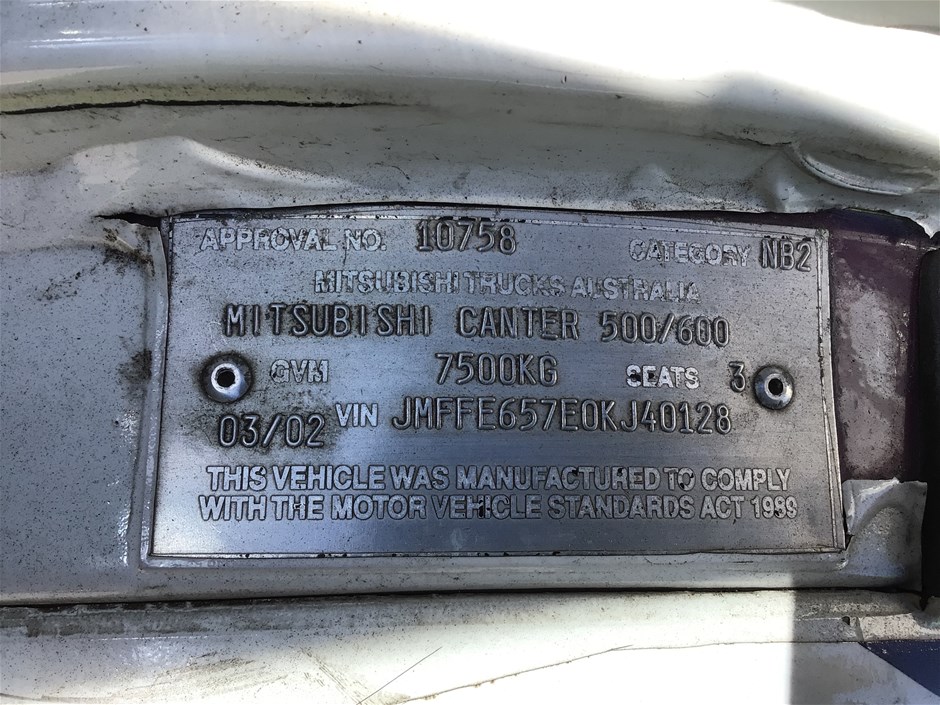 APPROVAL NO. 10758 CATEGORY NB2
MITSUBISHI TRUCKS AUSTRALIA
MITSUBISHI CANTER 500/600
GVM 7500KG SEATS 3
03/02 VIN JMFFE657E0KJ40128
THIS VEHICLE WAS MANUFACTURED TO COMPLY
WITH THE MOTOR VEHICLE STANDARDS ACT 1989